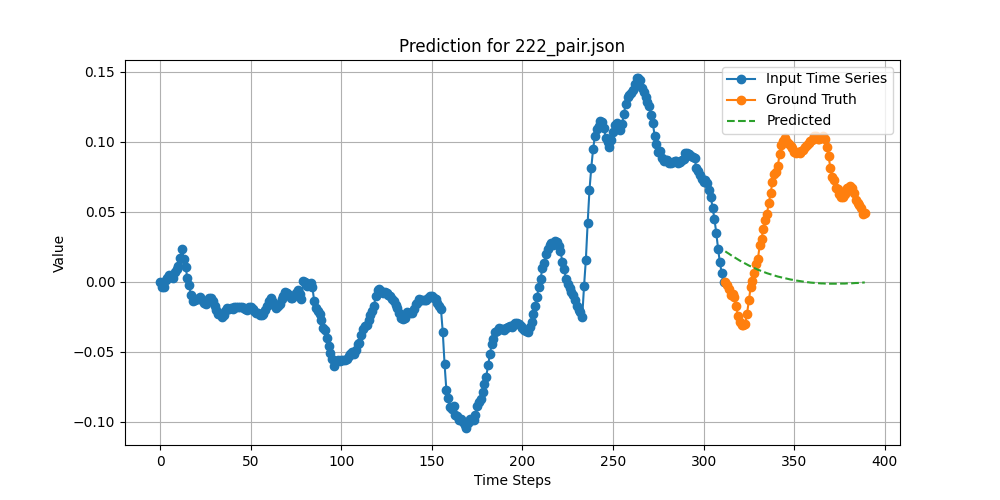 Prediction for 222_pair.json
Input Time Series
Ground Truth
Predicted
0.15
0.10
0.05
0.00
−0.05
−0.10
Value
0 50 100 150 200 250 300 350 400
Time Steps